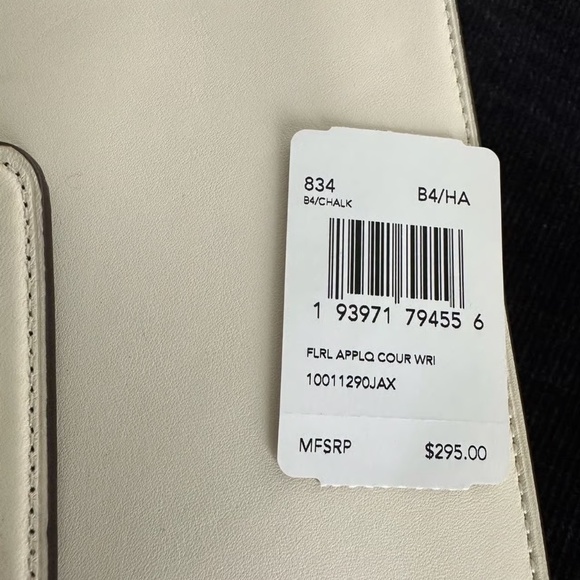 834 B4/HA
B4/CHALK
1 93971 79455 6
FLRL APPLQ COUR WRI
10011290JAX
MFSRP $295.00